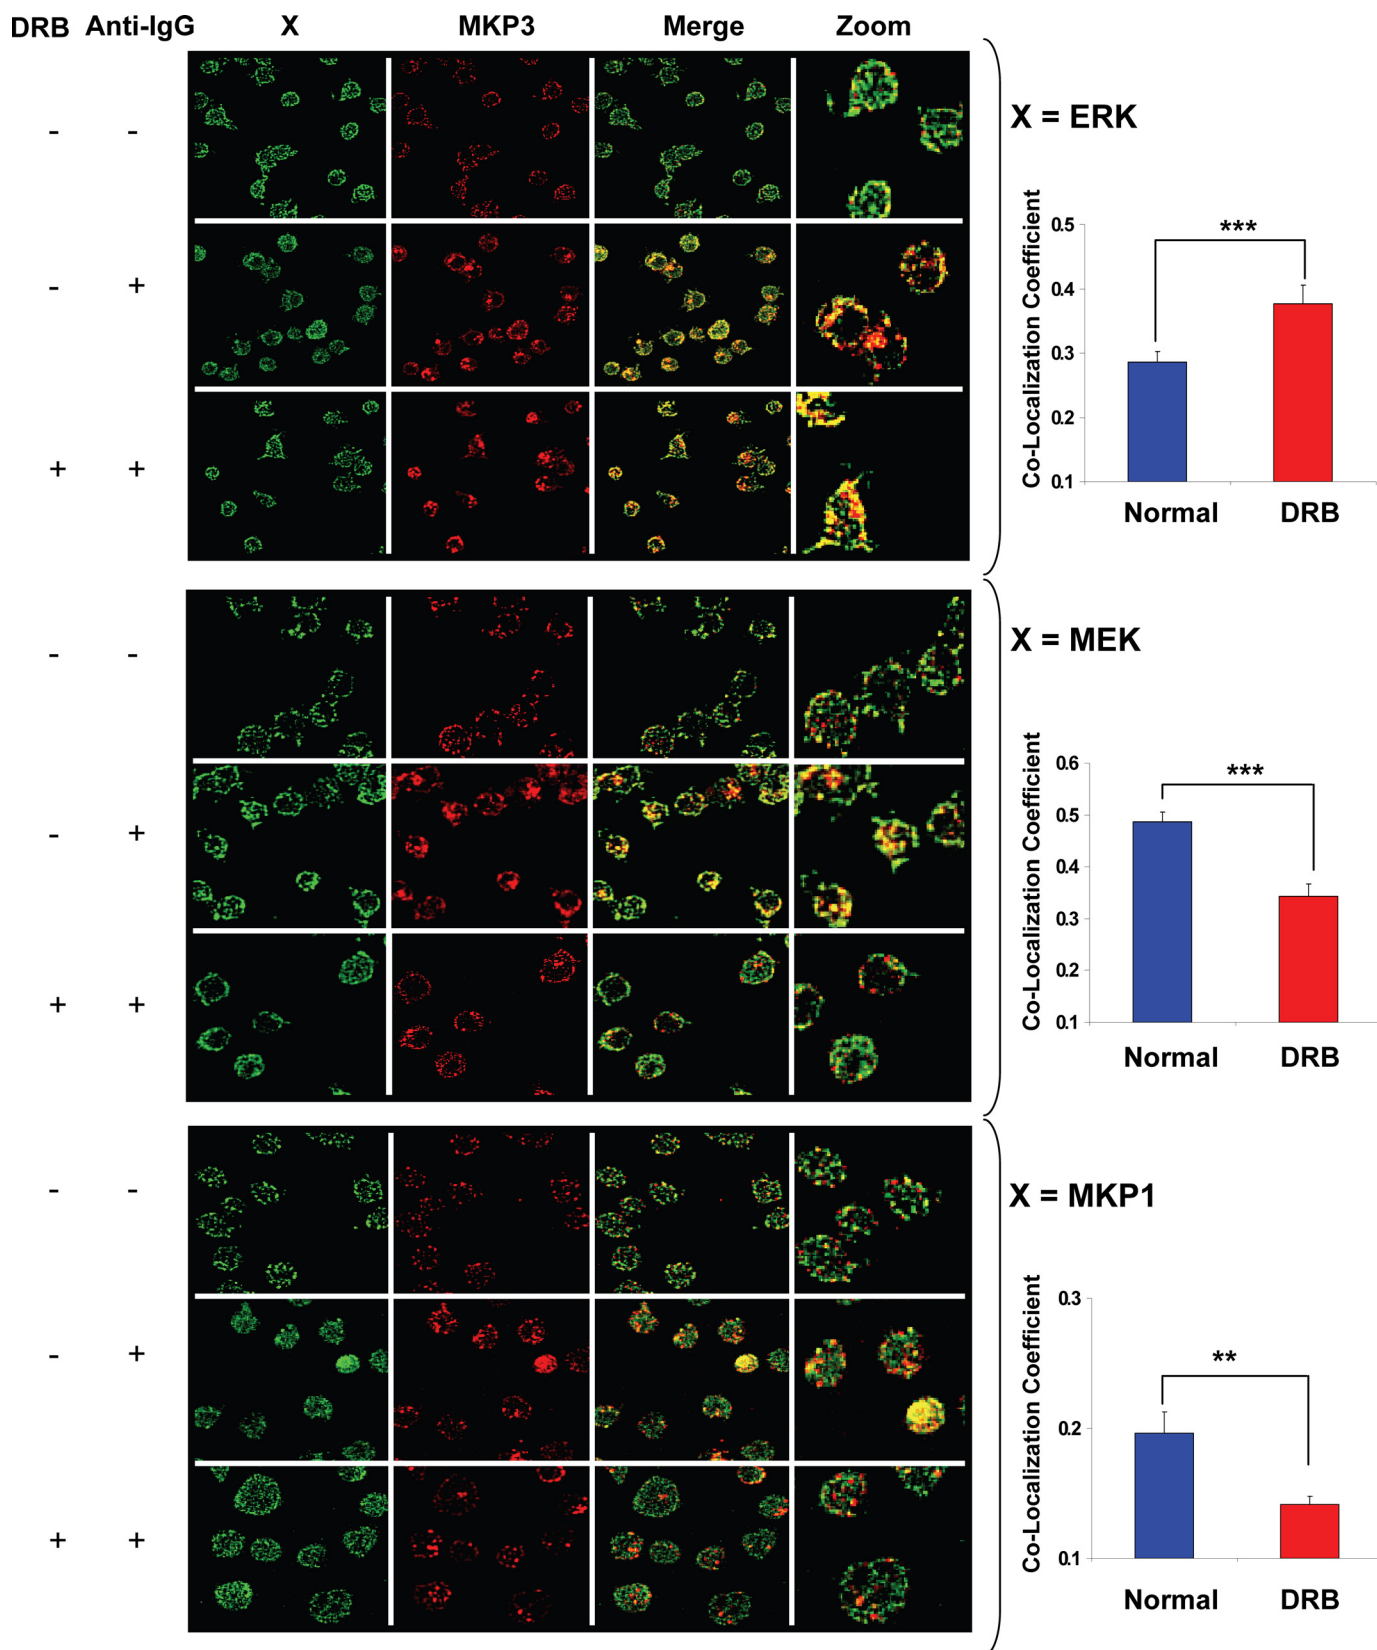 DRB Anti-IgG X MKP3 Merge Zoom
- -
- +
+ +
X = ERK
Co-Localization Coefficient
0.5
0.4
0.3
0.2
0.1
***
Normal DRB
- -
- +
+ +
X = MEK
Co-Localization Coefficient
0.6
0.5
0.4
0.3
0.2
0.1
***
Normal DRB
- -
- +
+ +
X = MKP1
Co-Localization Coefficient
0.3
0.2
0.1
**
Normal DRB